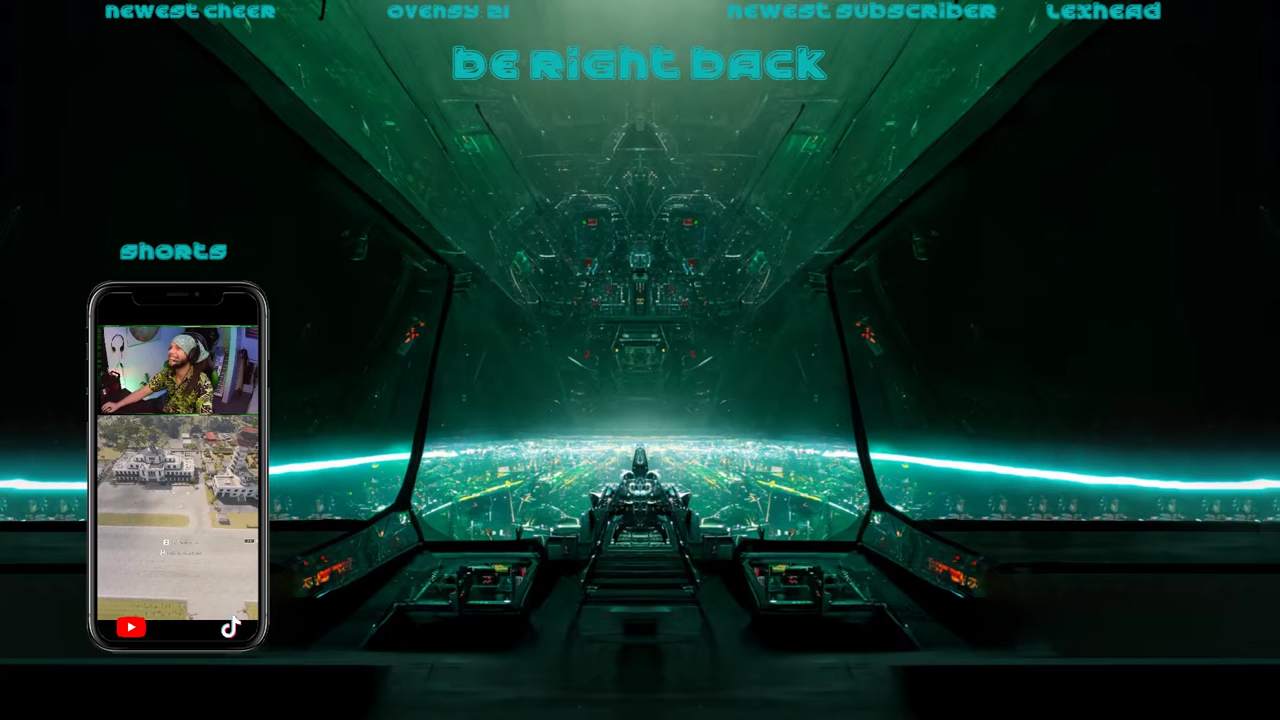 newest cheer
ovensy 21
newest subscriber
Lexhead
be right back
shorts